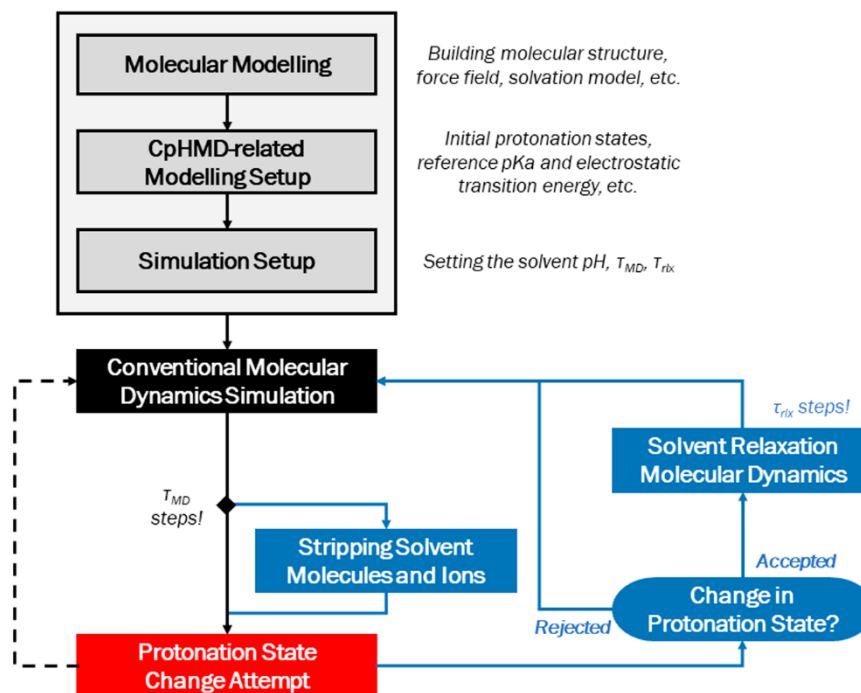 Molecular Modelling
Building molecular structure,
force field, solvation model, etc.
CpHMD-related
Modelling Setup
Initial protonation states,
reference pKa and electrostatic
transition energy, etc.
Simulation Setup
Setting the solvent pH, τMD, τrlx
Conventional Molecular
Dynamics Simulation
τrlx steps!
Solvent Relaxation
Molecular Dynamics
τMD
steps!
Stripping Solvent
Molecules and Ions
Accepted
Change in
Protonation State?
Rejected
Protonation State
Change Attempt